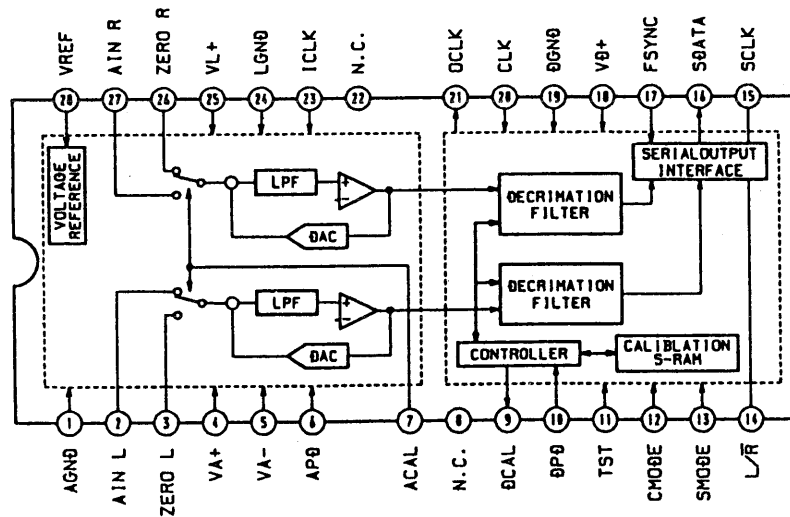 VREF
AIN R
ZERO R
VL+
LGND
ICLK
N.C.
OCLK
CLK
DGND
VD+
FSYNC
SDATA
SCLK
28
27
26
25
24
23
22
21
20
19
18
17
16
15
VOLTAGE
REFERENCE
LPF
+
-
DAC
DECRIMATION
FILTER
SERIALOUTPUT
INTERFACE
LPF
+
-
DAC
DECRIMATION
FILTER
CONTROLLER
CALIBLATION
S-RAM
1
2
3
4
5
6
7
8
9
10
11
12
13
14
AGND
AIN L
ZERO L
VA+
VA-
APD
ACAL
N.C.
DCAL
DPD
TST
CMODE
SMODE
L/R̅